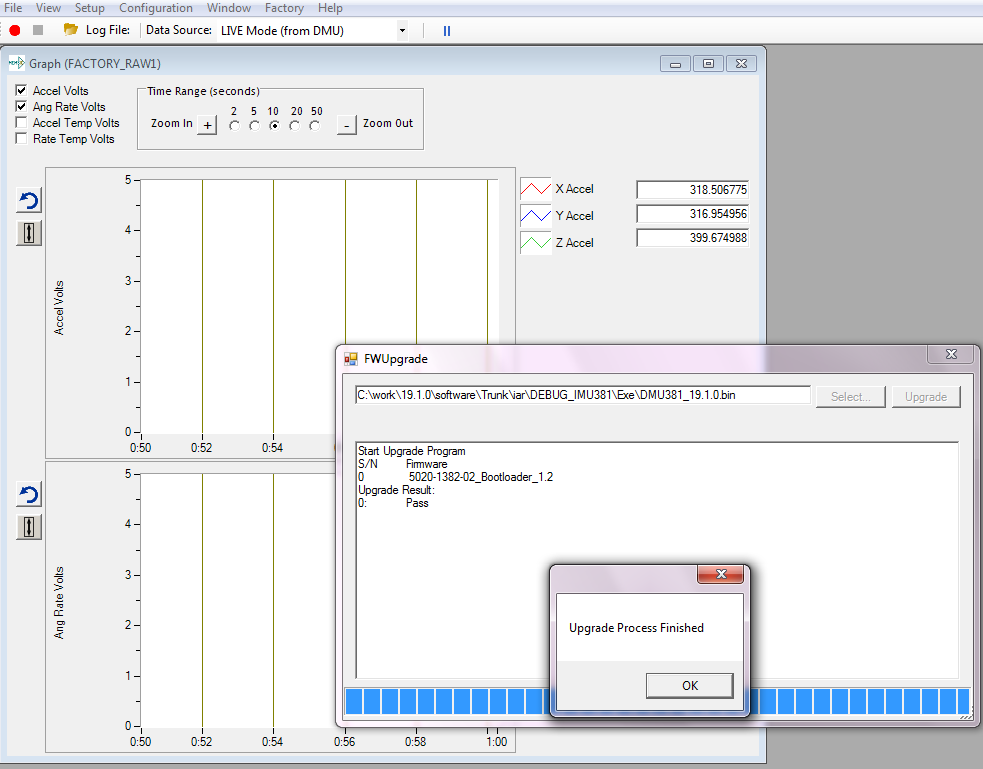 File View Setup Configuration Window Factory Help
Log File: Data Source: LIVE Mode (from DMU)
Graph (FACTORY_RAW1)
Accel Volts
Ang Rate Volts
Accel Temp Volts
Rate Temp Volts
Time Range (seconds)
2 5 10 20 50
Zoom In + - Zoom Out
5
4
3
2
1
0
Accel Volts
0:50 0:52 0:54
X Accel 318.506775
Y Accel 316.954956
Z Accel 399.674988
5
4
3
2
1
0
Ang Rate Volts
0:50 0:52 0:54 0:56 0:58 1:00
FWUpgrade
C:\work\19.1.0\software\Trunk\iar\DEBUG_IMU381\Exe\DMU381_19.1.0.bin
Select... Upgrade
Start Upgrade Program
S/N Firmware
0 5020-1382-02_Bootloader_1.2
Upgrade Result:
0: Pass
Upgrade Process Finished
OK